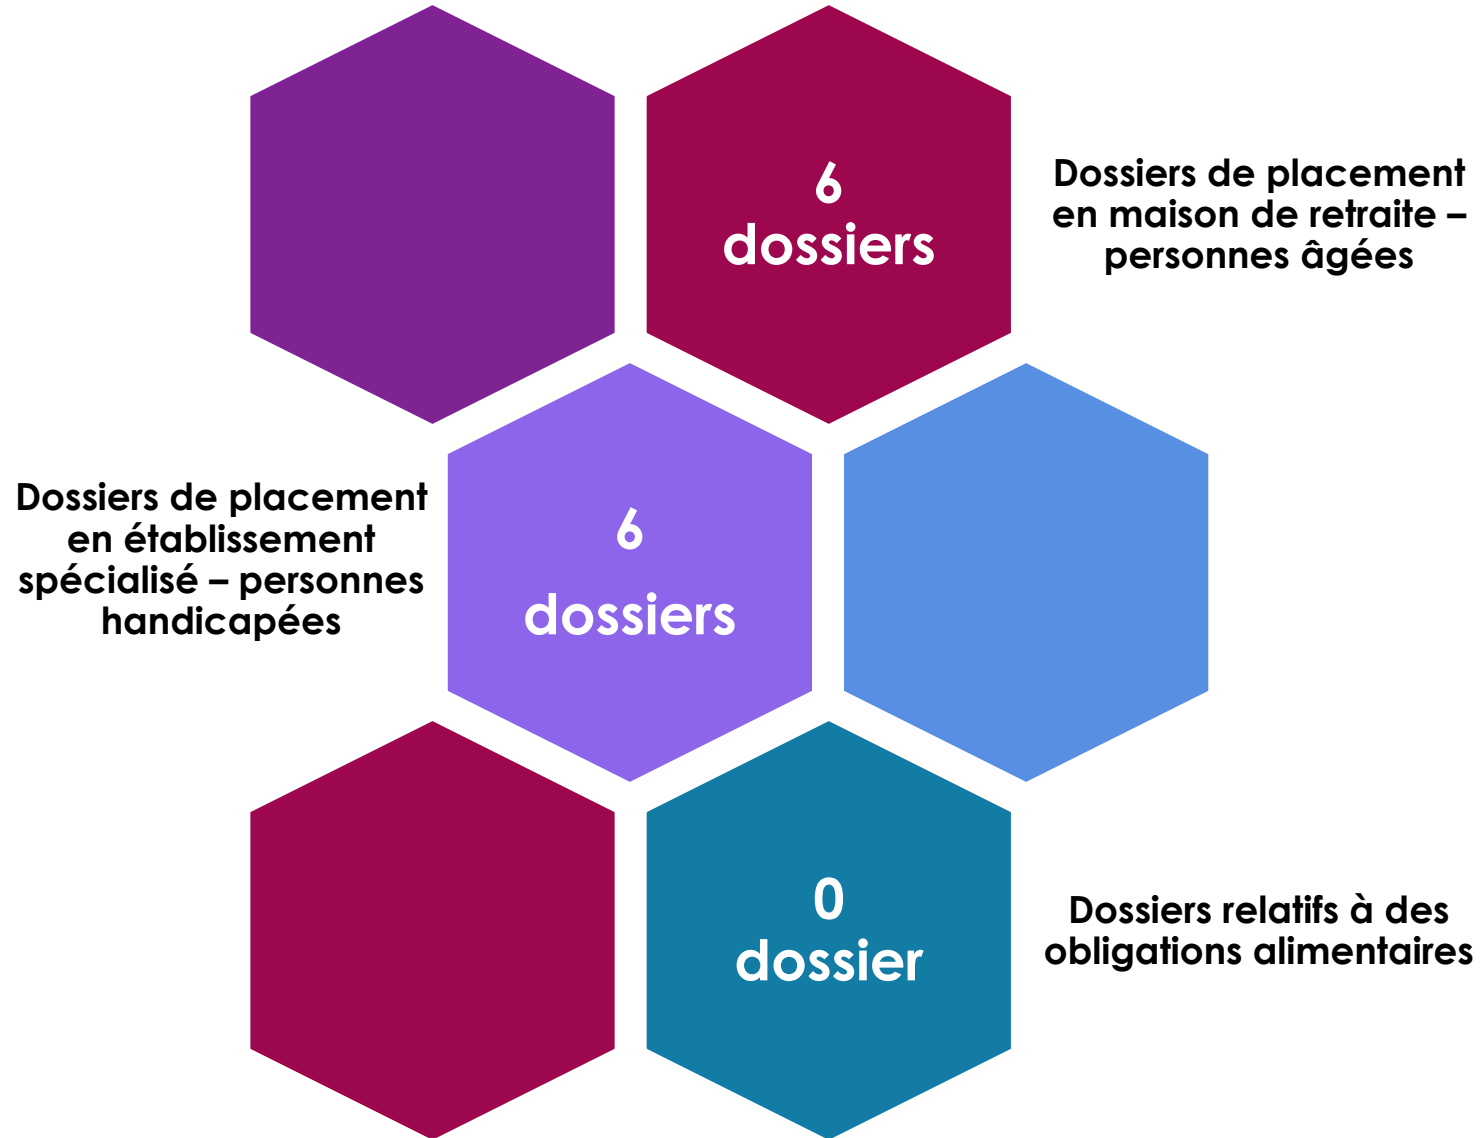 6
dossiers
Dossiers de placement
en maison de retraite –
personnes âgées
Dossiers de placement
en établissement
spécialisé – personnes
handicapées
6
dossiers
0
dossier
Dossiers relatifs à des
obligations alimentaires